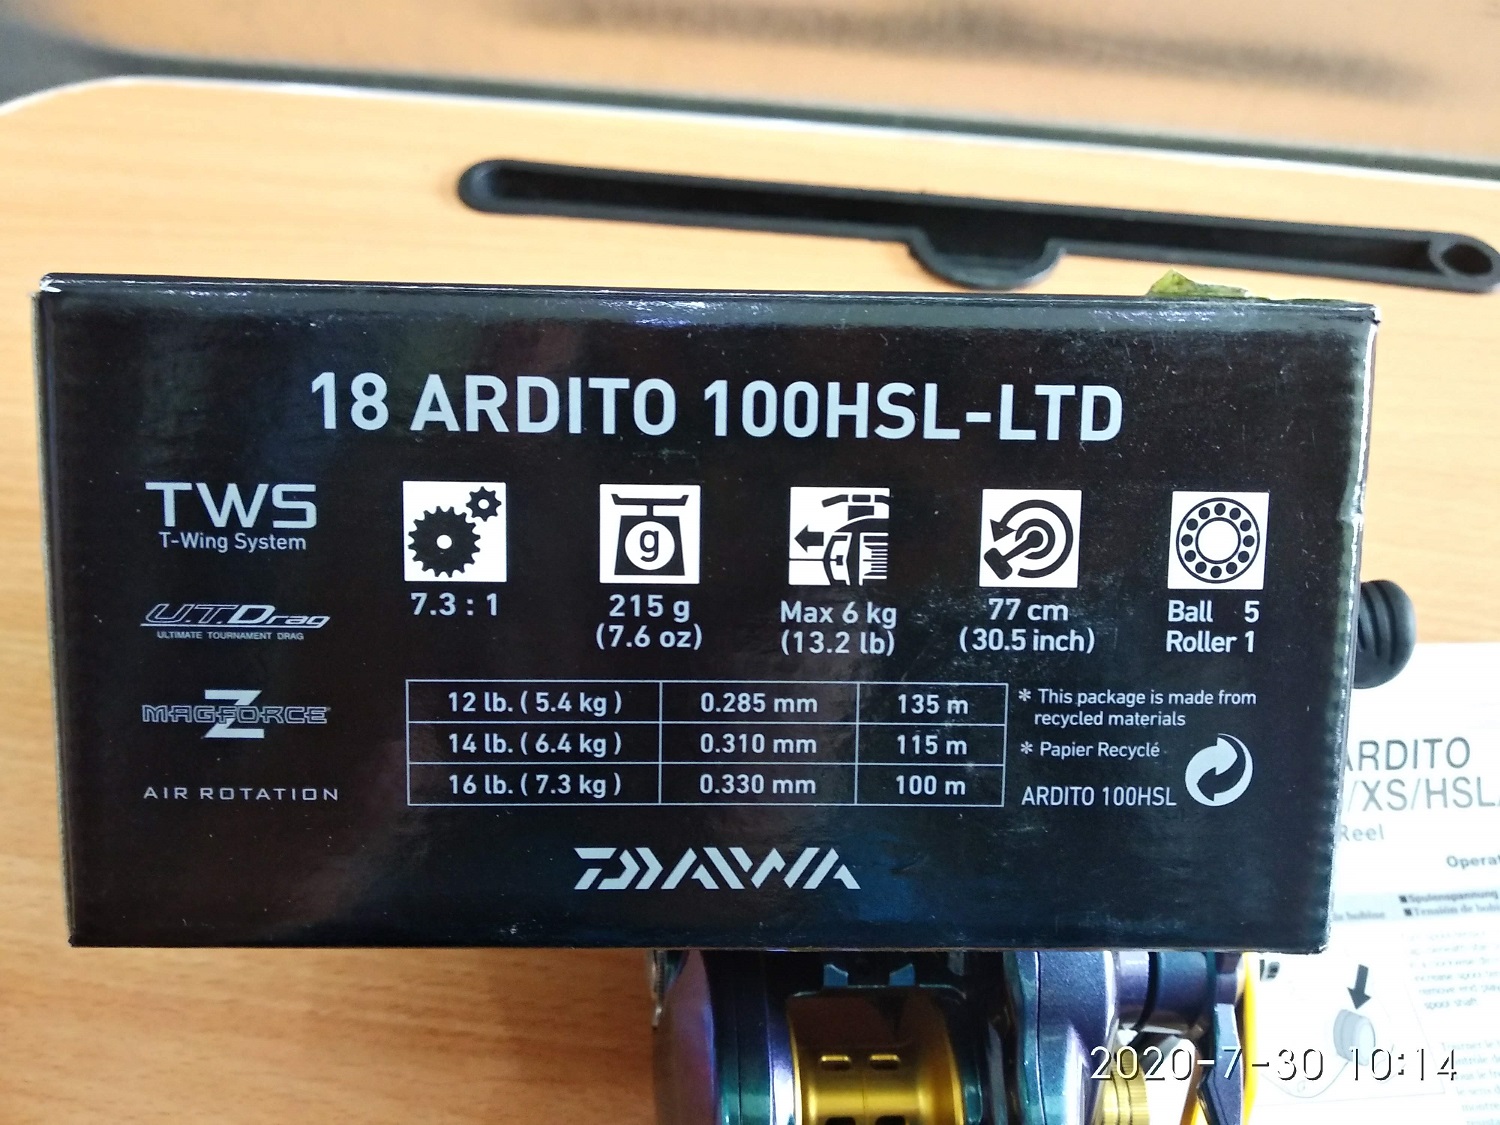 18 ARDITO 100HSL-LTD
TWS
T-Wing System
U.T.Drag
ULTIMATE TOURNAMENT DRAG
MAGFORCE Z
AIR ROTATION
g
7.3 : 1
215 g
(7.6 oz)
Max 6 kg
(13.2 lb)
77 cm
(30.5 inch)
Ball 5
Roller 1
12 lb. ( 5.4 kg ) 0.285 mm 135 m
14 lb. ( 6.4 kg ) 0.310 mm 115 m
16 lb. ( 7.3 kg ) 0.330 mm 100 m
* This package is made from
recycled materials
* Papier Recyclé
ARDITO 100HSL
DAIWA
ARDITO
/XS/HSL
Reel
Spulenspannung
2020-7-30 10:14